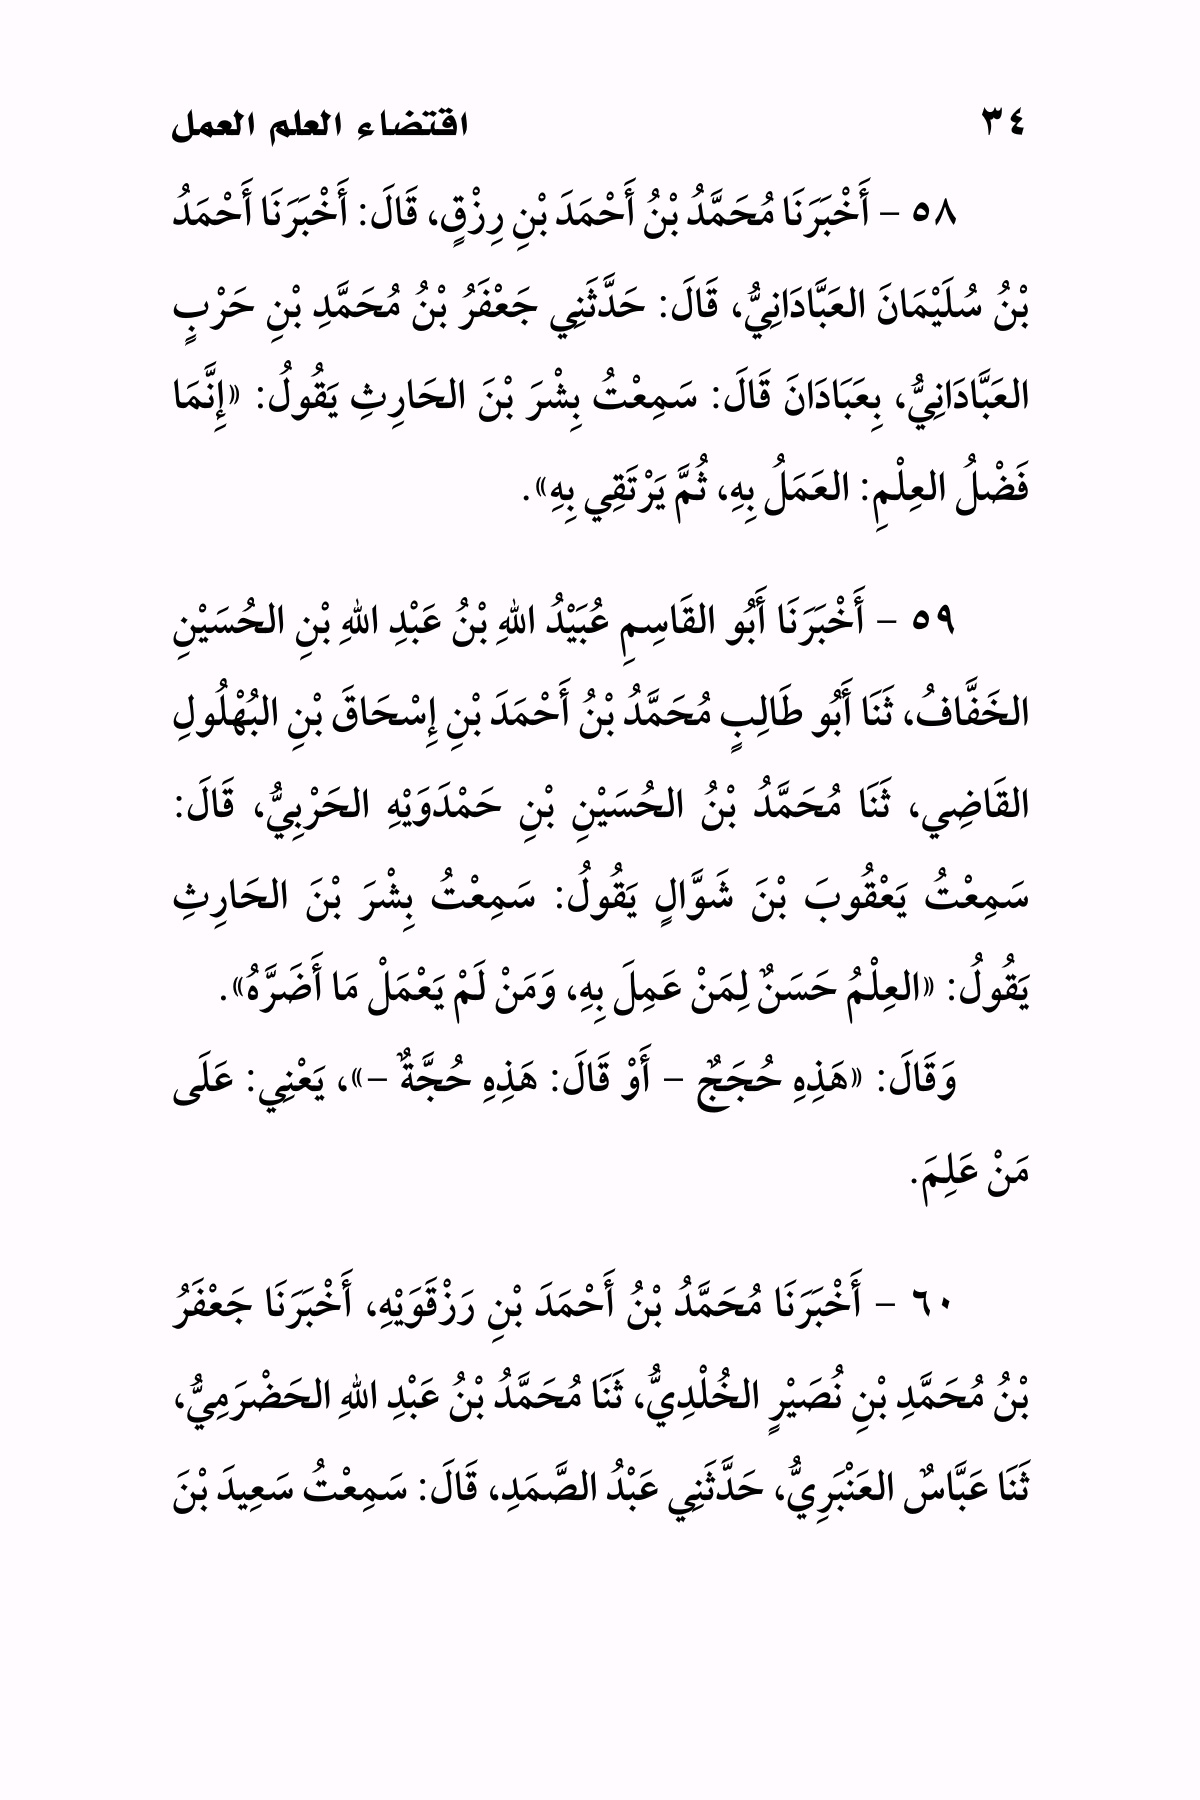 ٣٤ اقتضاء العلم العمل
٥٨ – أَخْبَرَنَا مُحَمَّدُ بْنُ أَحْمَدَ بْنِ رِزْقٍ، قَالَ: أَخْبَرَنَا أَحْمَدُ
بْنُ سُلَيْمَانَ العَبَّادَانِيُّ، قَالَ: حَدَّثَنِي جَعْفَرُ بْنُ مُحَمَّدِ بْنِ حَرْبٍ
العَبَّادَانِيُّ، بِعَبَادَانَ قَالَ: سَمِعْتُ بِشْرَ بْنَ الحَارِثِ يَقُولُ: «إِنَّمَا
فَضْلُ العِلْمِ: العَمَلُ بِهِ، ثُمَّ يَرْتَقِي بِهِ».
٥٩ – أَخْبَرَنَا أَبُو القَاسِمِ عُبَيْدُ اللهِ بْنُ عَبْدِ اللهِ بْنِ الحُسَيْنِ
الخَفَّافُ، ثَنَا أَبُو طَالِبٍ مُحَمَّدُ بْنُ أَحْمَدَ بْنِ إِسْحَاقَ بْنِ البُهْلُولِ
القَاضِي، ثَنَا مُحَمَّدُ بْنُ الحُسَيْنِ بْنِ حَمْدَوَيْهِ الحَرْبِيُّ، قَالَ:
سَمِعْتُ يَعْقُوبَ بْنَ شَوَّالٍ يَقُولُ: سَمِعْتُ بِشْرَ بْنَ الحَارِثِ
يَقُولُ: «العِلْمُ حَسَنٌ لِمَنْ عَمِلَ بِهِ، وَمَنْ لَمْ يَعْمَلْ مَا أَضَرَّهُ».
وَقَالَ: «هَذِهِ حُجَجٌ – أَوْ قَالَ: هَذِهِ حُجَّةٌ –»، يَعْنِي: عَلَى
مَنْ عَلِمَ.
٦٠ – أَخْبَرَنَا مُحَمَّدُ بْنُ أَحْمَدَ بْنِ رَزْقَوَيْهِ، أَخْبَرَنَا جَعْفَرُ
بْنُ مُحَمَّدِ بْنِ نُصَيْرٍ الخُلْدِيُّ، ثَنَا مُحَمَّدُ بْنُ عَبْدِ اللهِ الحَضْرَمِيُّ،
ثَنَا عَبَّاسٌ العَنْبَرِيُّ، حَدَّثَنِي عَبْدُ الصَّمَدِ، قَالَ: سَمِعْتُ سَعِيدَ بْنَ